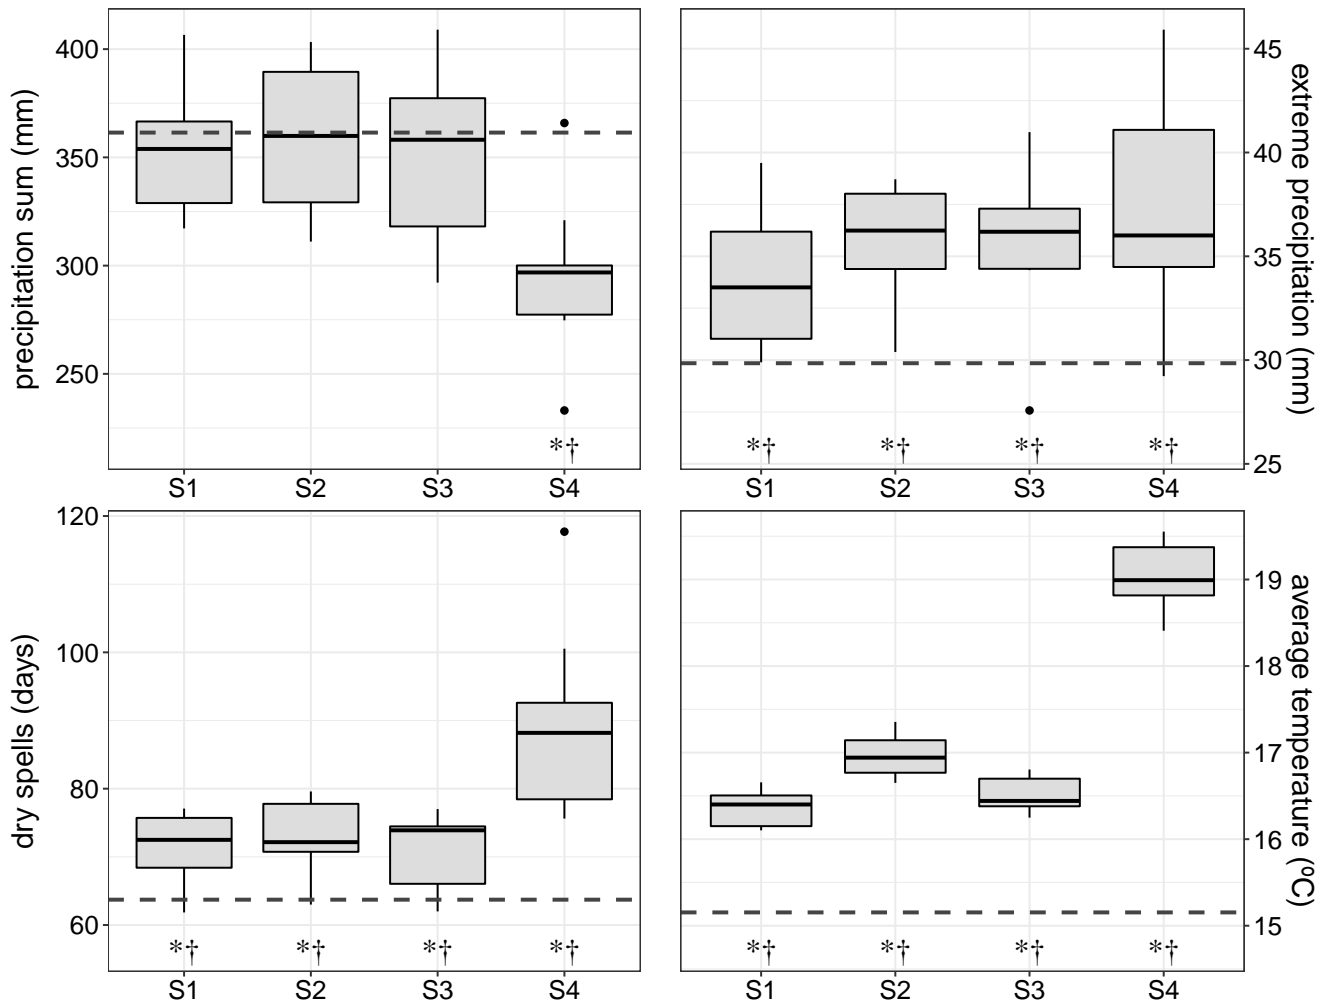 precipitation sum (mm)
400
350
300
250
*†
S1 S2 S3 S4
extreme precipitation (mm)
45
40
35
30
25
*† *† *† *†
S1 S2 S3 S4
dry spells (days)
120
100
80
60
*† *† *† *†
S1 S2 S3 S4
average temperature (ºC)
19
18
17
16
15
*† *† *† *†
S1 S2 S3 S4